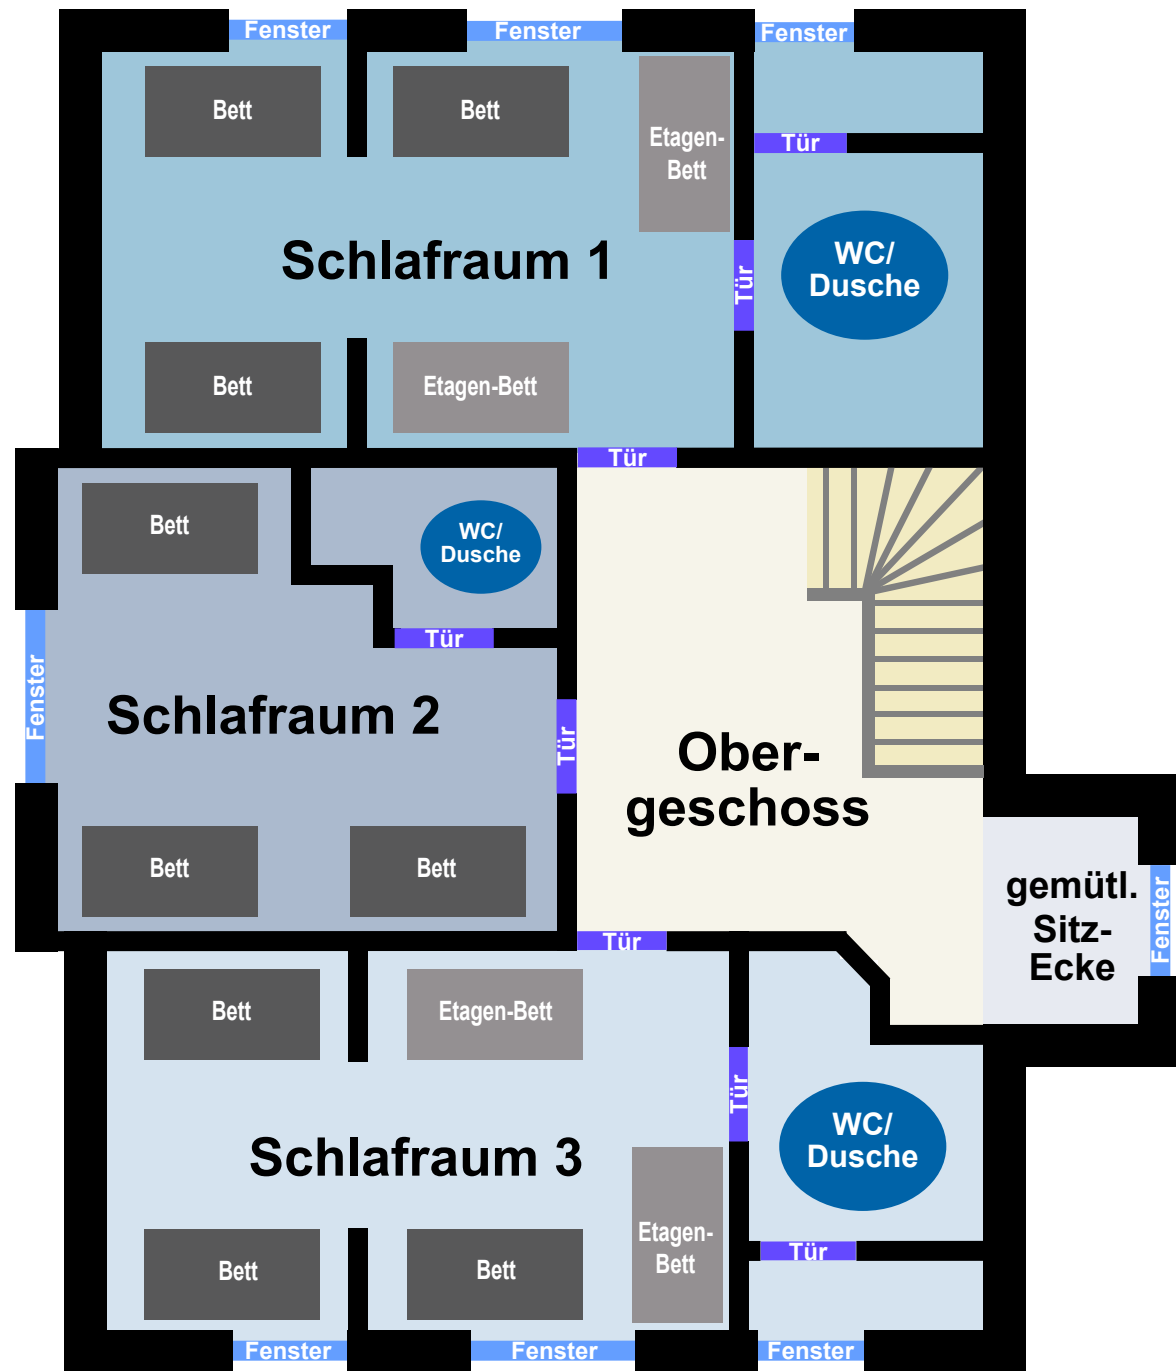 Fenster
Fenster
Fenster
Bett
Bett
Etagen-
Bett
Tür
Schlafraum 1
WC/
Dusche
Tür
Bett
Etagen-Bett
Tür
Bett
WC/
Dusche
Tür
Fenster
Schlafraum 2
Tür
Ober-
geschoss
Bett
Bett
gemütl.
Sitz-
Ecke
Fenster
Tür
Bett
Etagen-Bett
Tür
Schlafraum 3
WC/
Dusche
Etagen-
Bett
Bett
Bett
Tür
Fenster
Fenster
Fenster